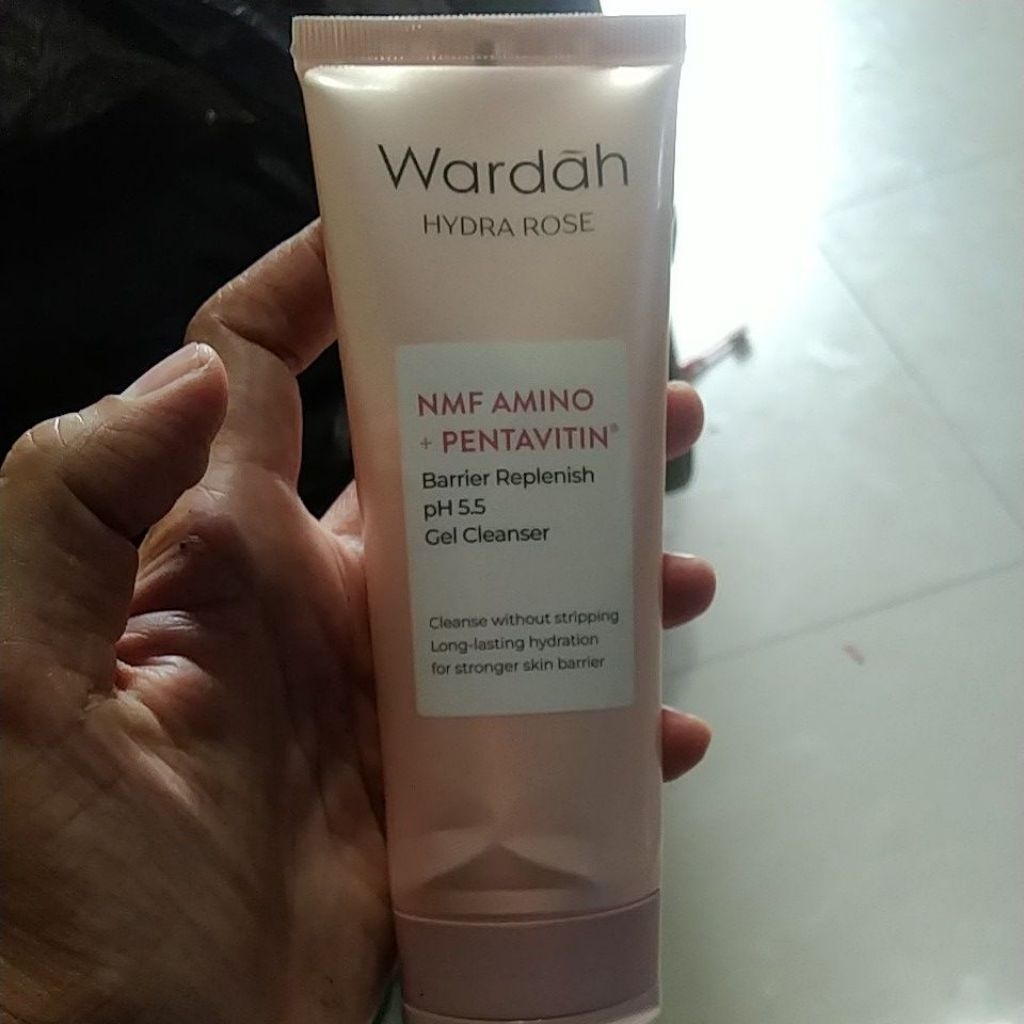 Wardāh
HYDRA ROSE
NMF AMINO
+ PENTAVITIN®
Barrier Replenish
pH 5.5
Gel Cleanser
Cleanse without stripping
Long-lasting hydration
for stronger skin barrier